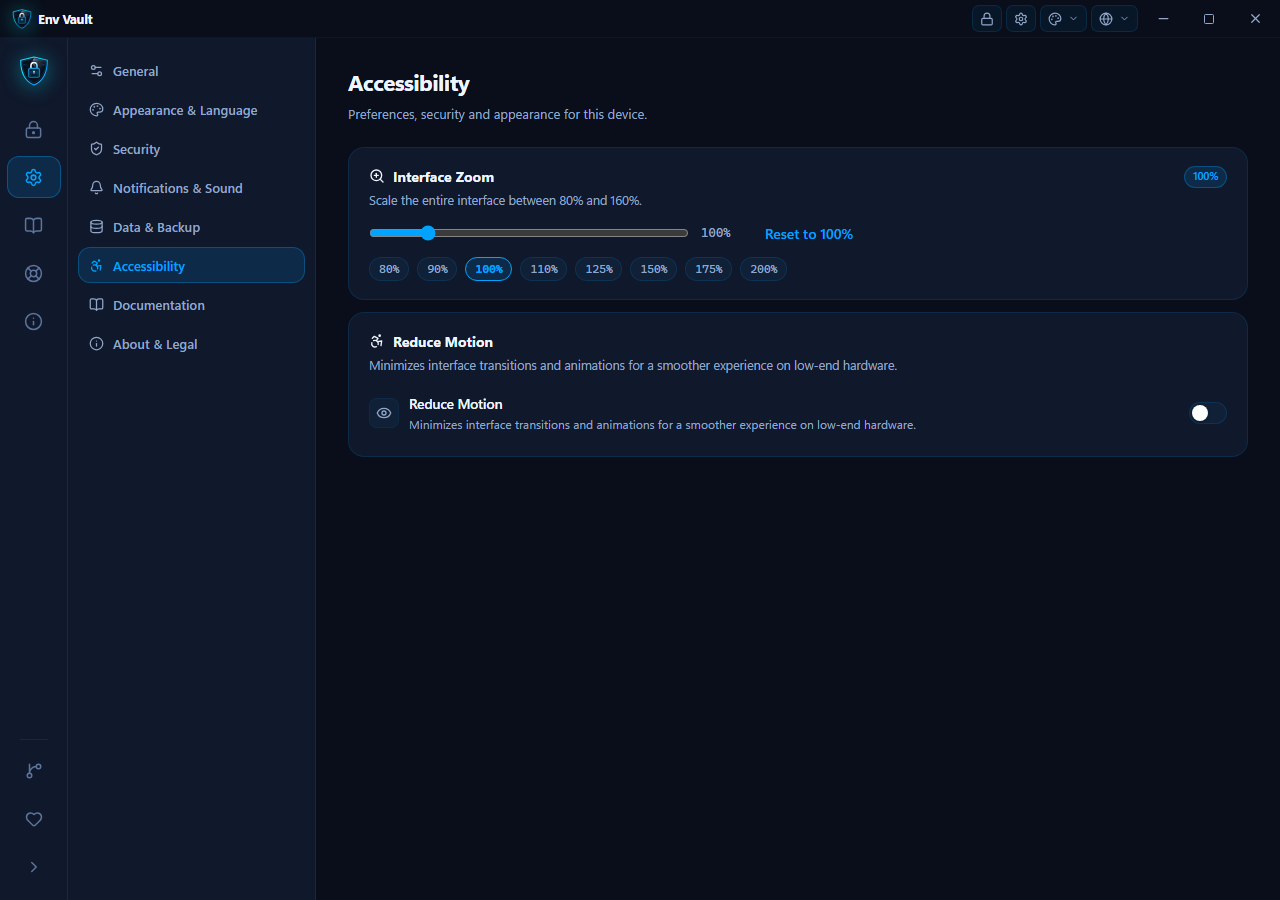 Env Vault
General
Appearance & Language
Security
Notifications & Sound
Data & Backup
Accessibility
Documentation
About & Legal
Accessibility
Preferences, security and appearance for this device.
Interface Zoom
100%
Scale the entire interface between 80% and 160%.
100%
Reset to 100%
80% 90% 100% 110% 125% 150% 175% 200%
Reduce Motion
Minimizes interface transitions and animations for a smoother experience on low-end hardware.
Reduce Motion
Minimizes interface transitions and animations for a smoother experience on low-end hardware.